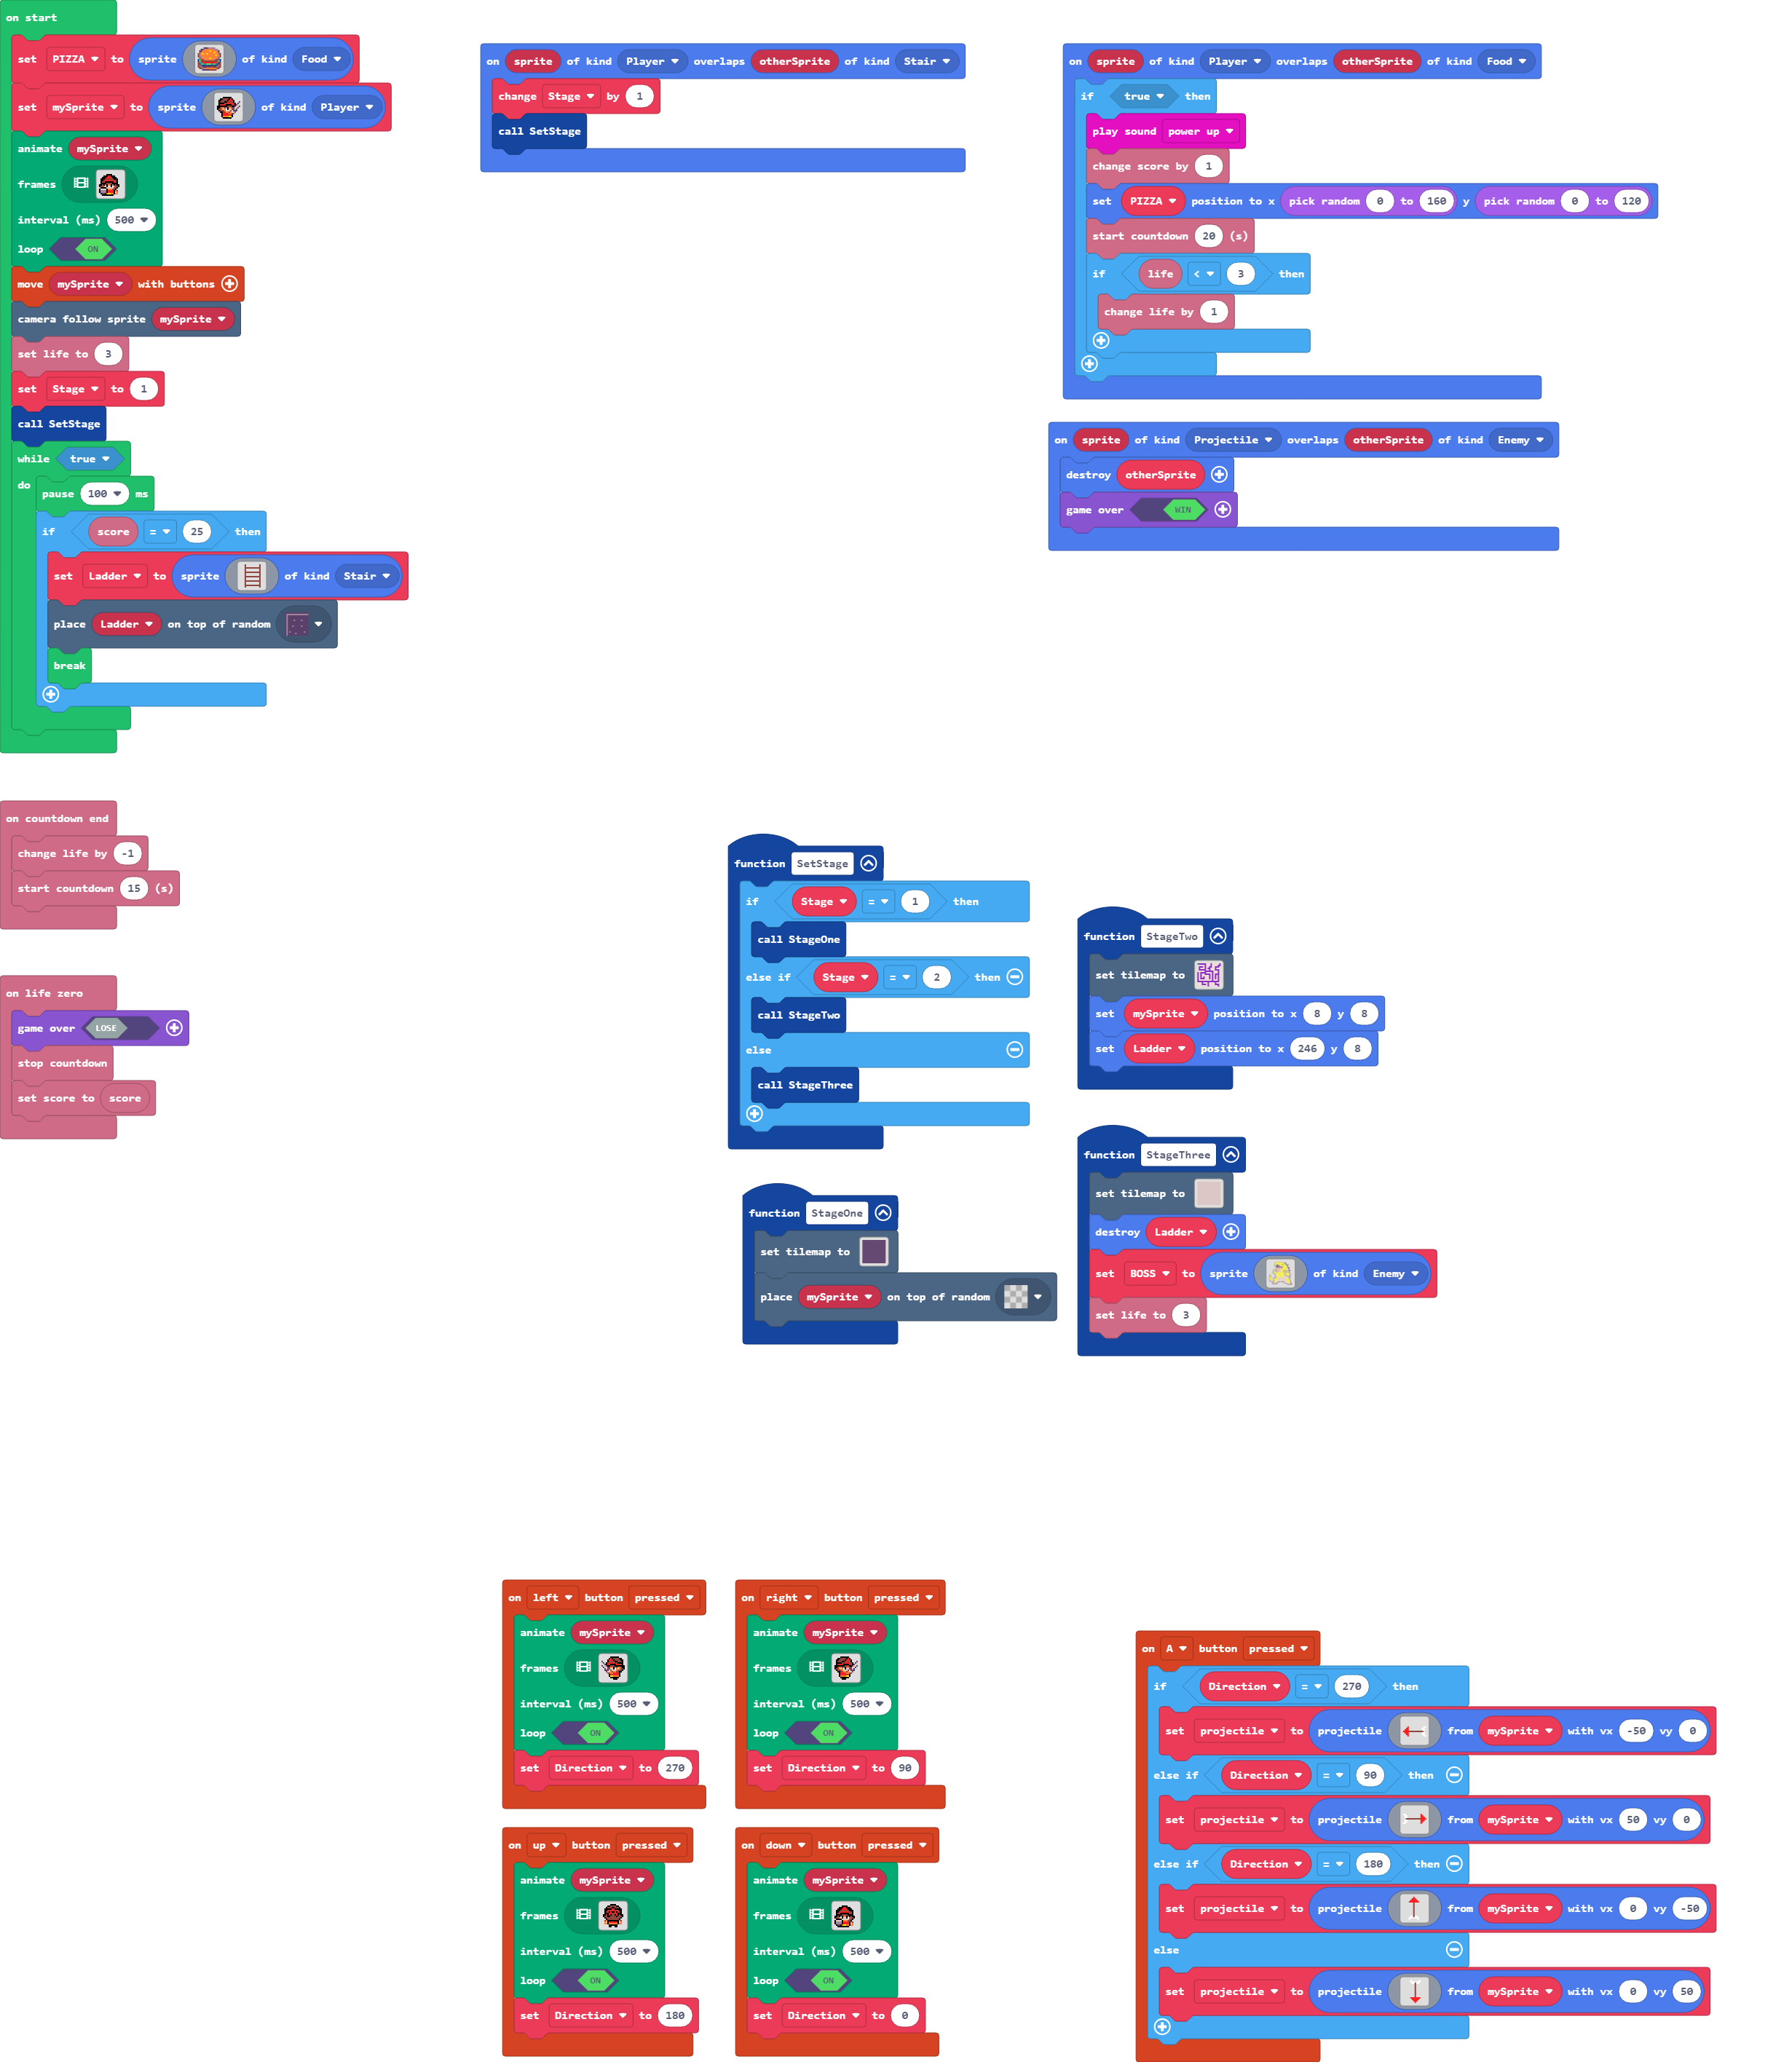 on start
set PIZZA to sprite of kind Food
set mySprite to sprite of kind Player
animate mySprite
frames
interval (ms) 500
loop ON
move mySprite with buttons
camera follow sprite mySprite
set life to 3
set Stage to 1
call SetStage
while true
do pause 100 ms
if score = 25 then
set Ladder to sprite of kind Stair
place Ladder on top of random
break
on sprite of kind Player overlaps otherSprite of kind Stair
change Stage by 1
call SetStage
on sprite of kind Player overlaps otherSprite of kind Food
if true then
play sound power up
change score by 1
set PIZZA position to x pick random 0 to 160 y pick random 0 to 120
start countdown 20 (s)
if life < 3 then
change life by 1
on sprite of kind Projectile overlaps otherSprite of kind Enemy
destroy otherSprite
game over WIN
on countdown end
change life by -1
start countdown 15 (s)
on life zero
game over LOSE
stop countdown
set score to score
function SetStage
if Stage = 1 then
call StageOne
else if Stage = 2 then
call StageTwo
else
call StageThree
function StageTwo
set tilemap to
set mySprite position to x 8 y 8
set Ladder position to x 246 y 8
function StageOne
set tilemap to
place mySprite on top of random
function StageThree
set tilemap to
destroy Ladder
set BOSS to sprite of kind Enemy
set life to 3
on left button pressed
animate mySprite
frames
interval (ms) 500
loop ON
set Direction to 270
on right button pressed
animate mySprite
frames
interval (ms) 500
loop ON
set Direction to 90
on up button pressed
animate mySprite
frames
interval (ms) 500
loop ON
set Direction to 180
on down button pressed
animate mySprite
frames
interval (ms) 500
loop ON
set Direction to 0
on A button pressed
if Direction = 270 then
set projectile to projectile from mySprite with vx -50 vy 0
else if Direction = 90 then
set projectile to projectile from mySprite with vx 50 vy 0
else if Direction = 180 then
set projectile to projectile from mySprite with vx 0 vy -50
else
set projectile to projectile from mySprite with vx 0 vy 50